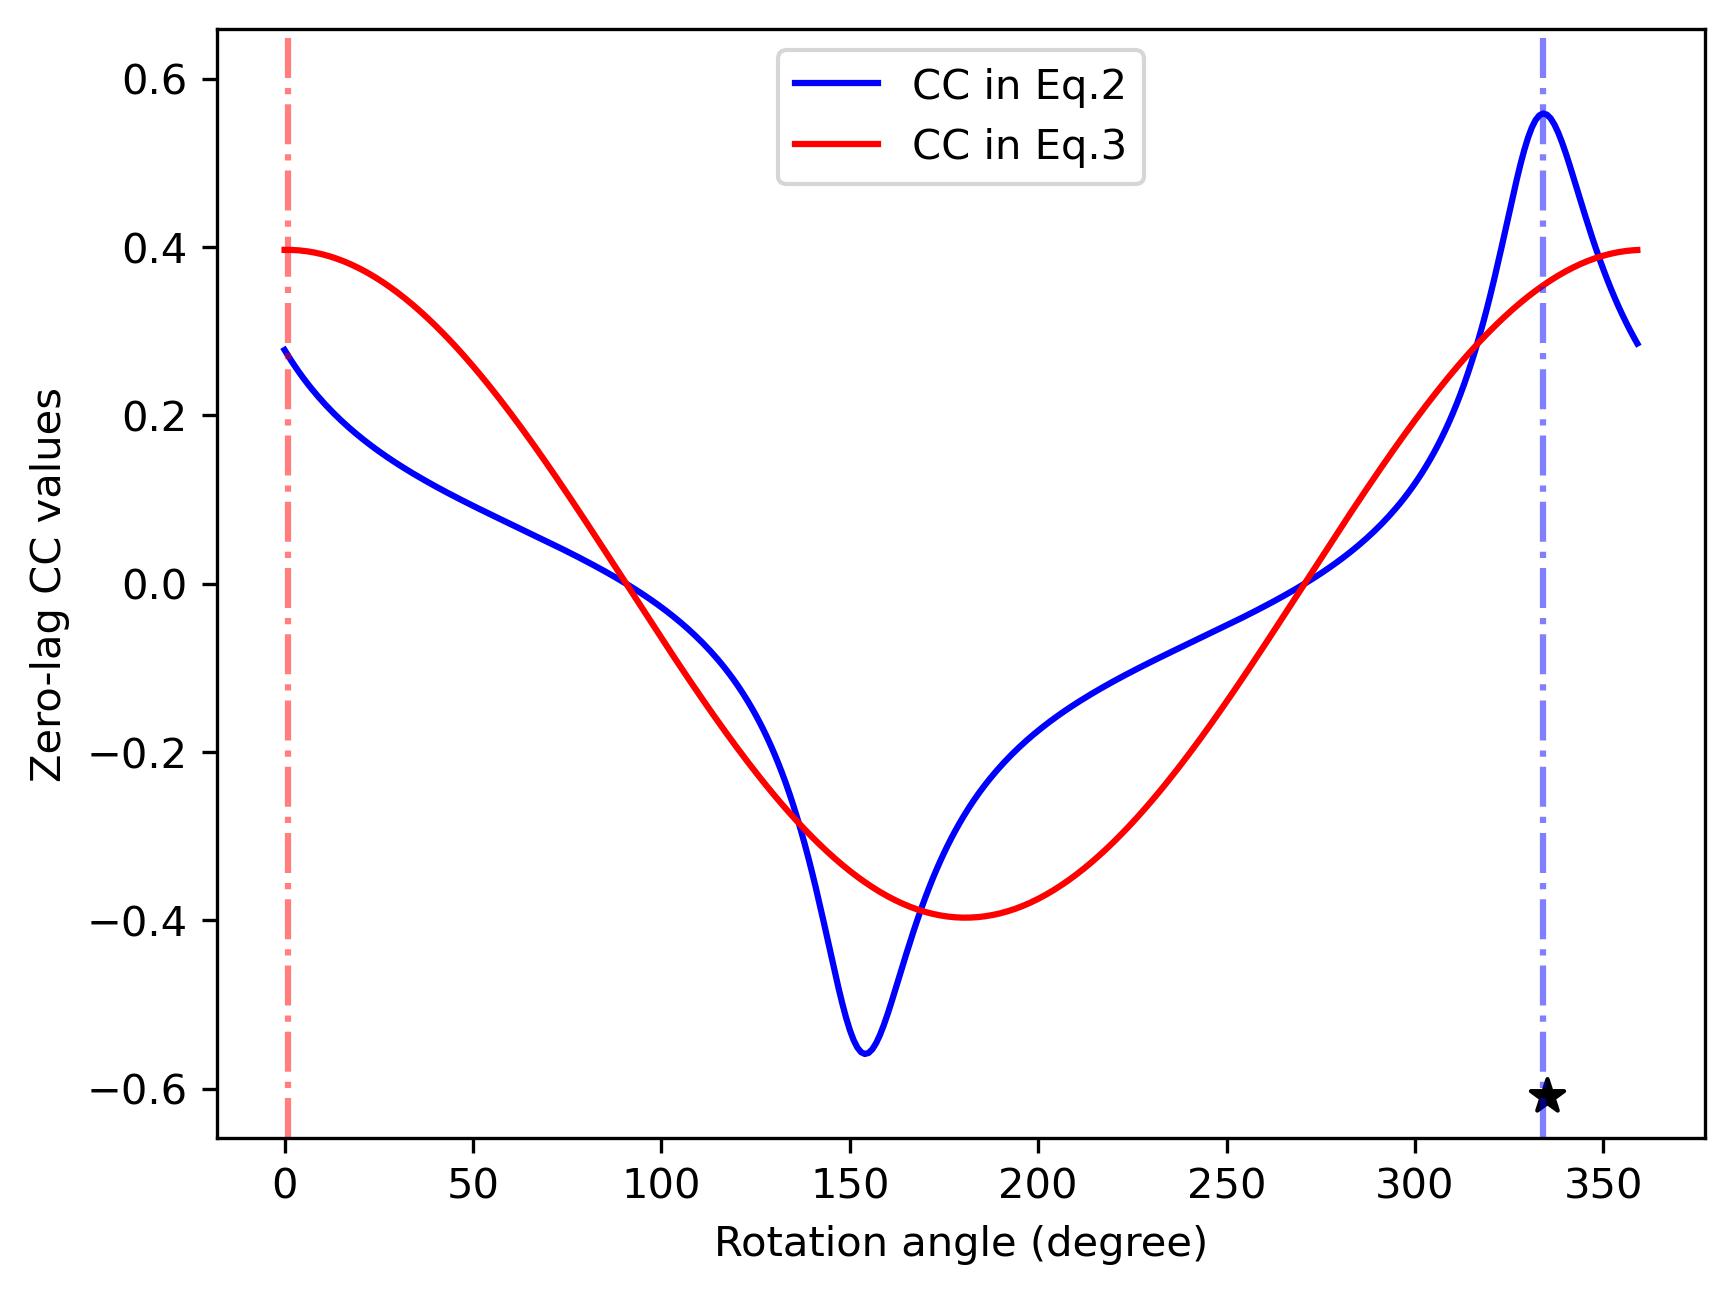 CC in Eq.2
CC in Eq.3
Zero-lag CC values
0.6
0.4
0.2
0.0
−0.2
−0.4
−0.6
0 50 100 150 200 250 300 350
Rotation angle (degree)